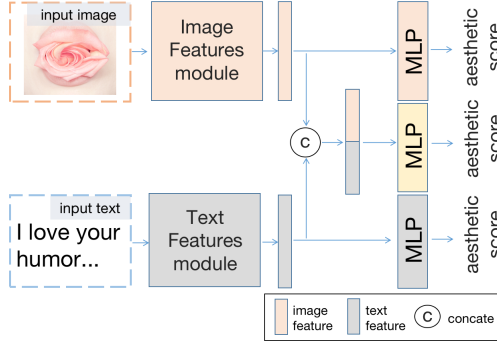 input image
Image
Features
module
MLP
aesthetic
score
C
MLP
aesthetic
score
input text
I love your
humor...
Text
Features
module
MLP
aesthetic
score
image
feature
text
feature
C
concate